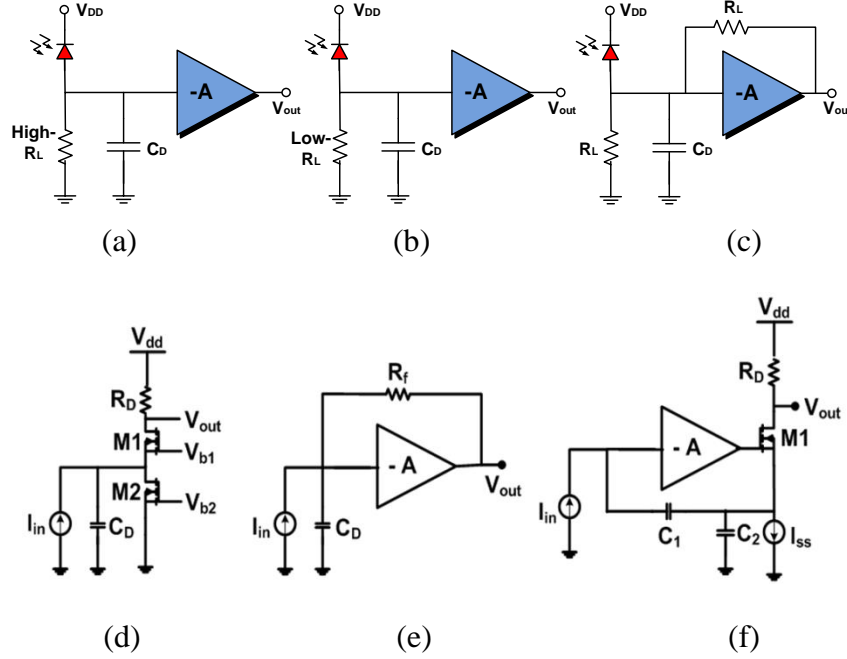 VDD
-A
Vout
High-
RL
CD
(a)
VDD
-A
Vout
Low-
RL
CD
(b)
VDD
RL
-A
Vou
RL
CD
(c)
Vdd
RD
Vout
M1
Vb1
M2
Vb2
Iin
CD
(d)
Rf
- A
Vout
Iin
CD
(e)
Vdd
RD
Vout
- A
M1
Iin
C1
C2
Iss
(f)